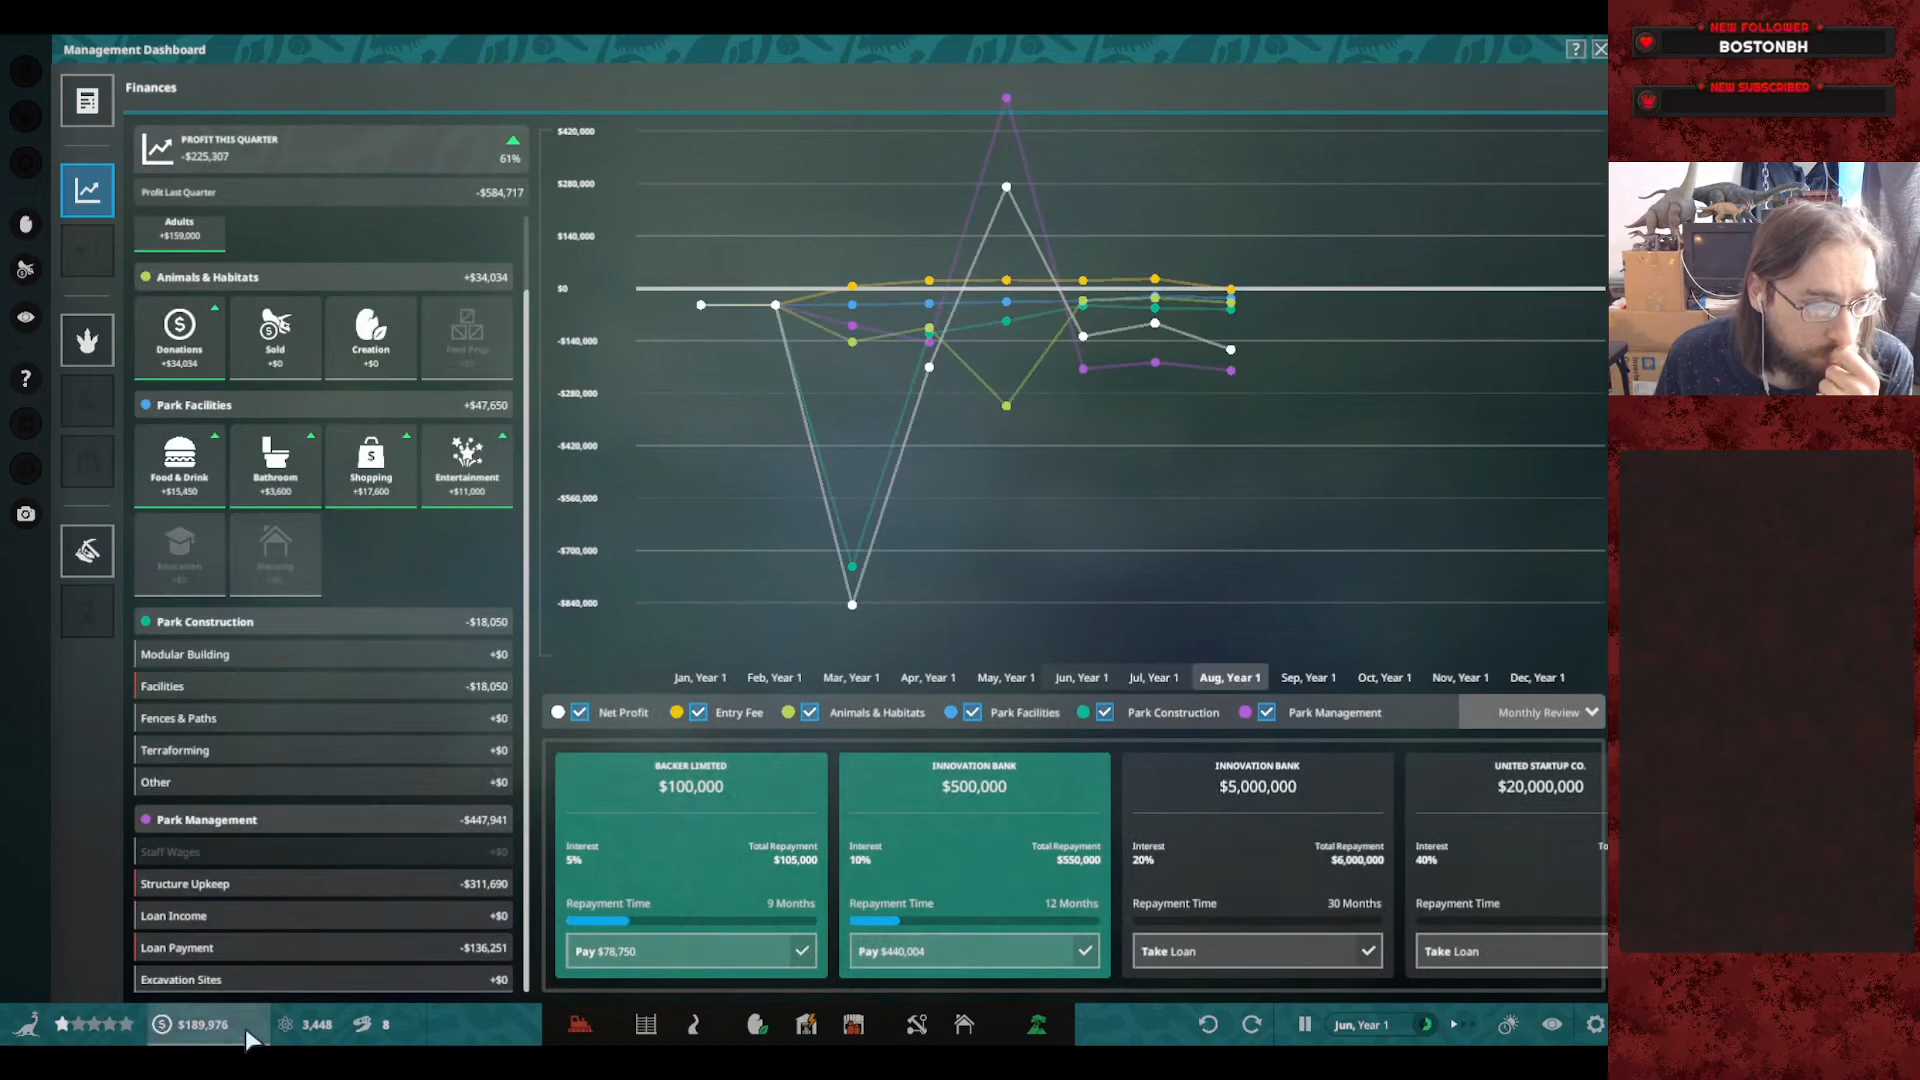 Management Dashboard
?
NEW FOLLOWER
BOSTONBH
NEW SUBSCRIBER
Finances
PROFIT THIS QUARTER
-$225,307
61%
Profit Last Quarter
-$584,717
Adults
+$159,000
Animals & Habitats
+$34,034
Donations
+$34,034
Sold
+$0
Creation
+$0
Park Facilities
+$47,650
Food & Drink
+$15,450
Bathroom
+$3,600
Shopping
+$17,600
Entertainment
+$11,000
Education
+$0
Housing
+$0
Park Construction
-$18,050
Modular Building
+$0
Facilities
-$18,050
Fences & Paths
+$0
Terraforming
+$0
Other
+$0
Park Management
-$447,941
Staff Wages
+$0
Structure Upkeep
-$311,690
Loan Income
+$0
Loan Payment
-$136,251
Excavation Sites
+$0
$420,000
$280,000
$140,000
$0
-$140,000
-$280,000
-$420,000
-$560,000
-$700,000
-$840,000
Jan, Year 1
Feb, Year 1
Mar, Year 1
Apr, Year 1
May, Year 1
Jun, Year 1
Jul, Year 1
Aug, Year 1
Sep, Year 1
Oct, Year 1
Nov, Year 1
Dec, Year 1
Net Profit
Entry Fee
Animals & Habitats
Park Facilities
Park Construction
Park Management
Monthly Review
BACKER LIMITED
$100,000
Interest
Total Repayment
5%
$105,000
Repayment Time
9 Months
Pay $78,750
INNOVATION BANK
$500,000
Interest
Total Repayment
10%
$550,000
Repayment Time
12 Months
Pay $440,004
INNOVATION BANK
$5,000,000
Interest
Total Repayment
20%
$6,000,000
Repayment Time
30 Months
Take Loan
UNITED STARTUP CO.
$20,000,000
Interest
40%
Repayment Time
Take Loan
?
$189,976
3,448
8
Jun, Year 1